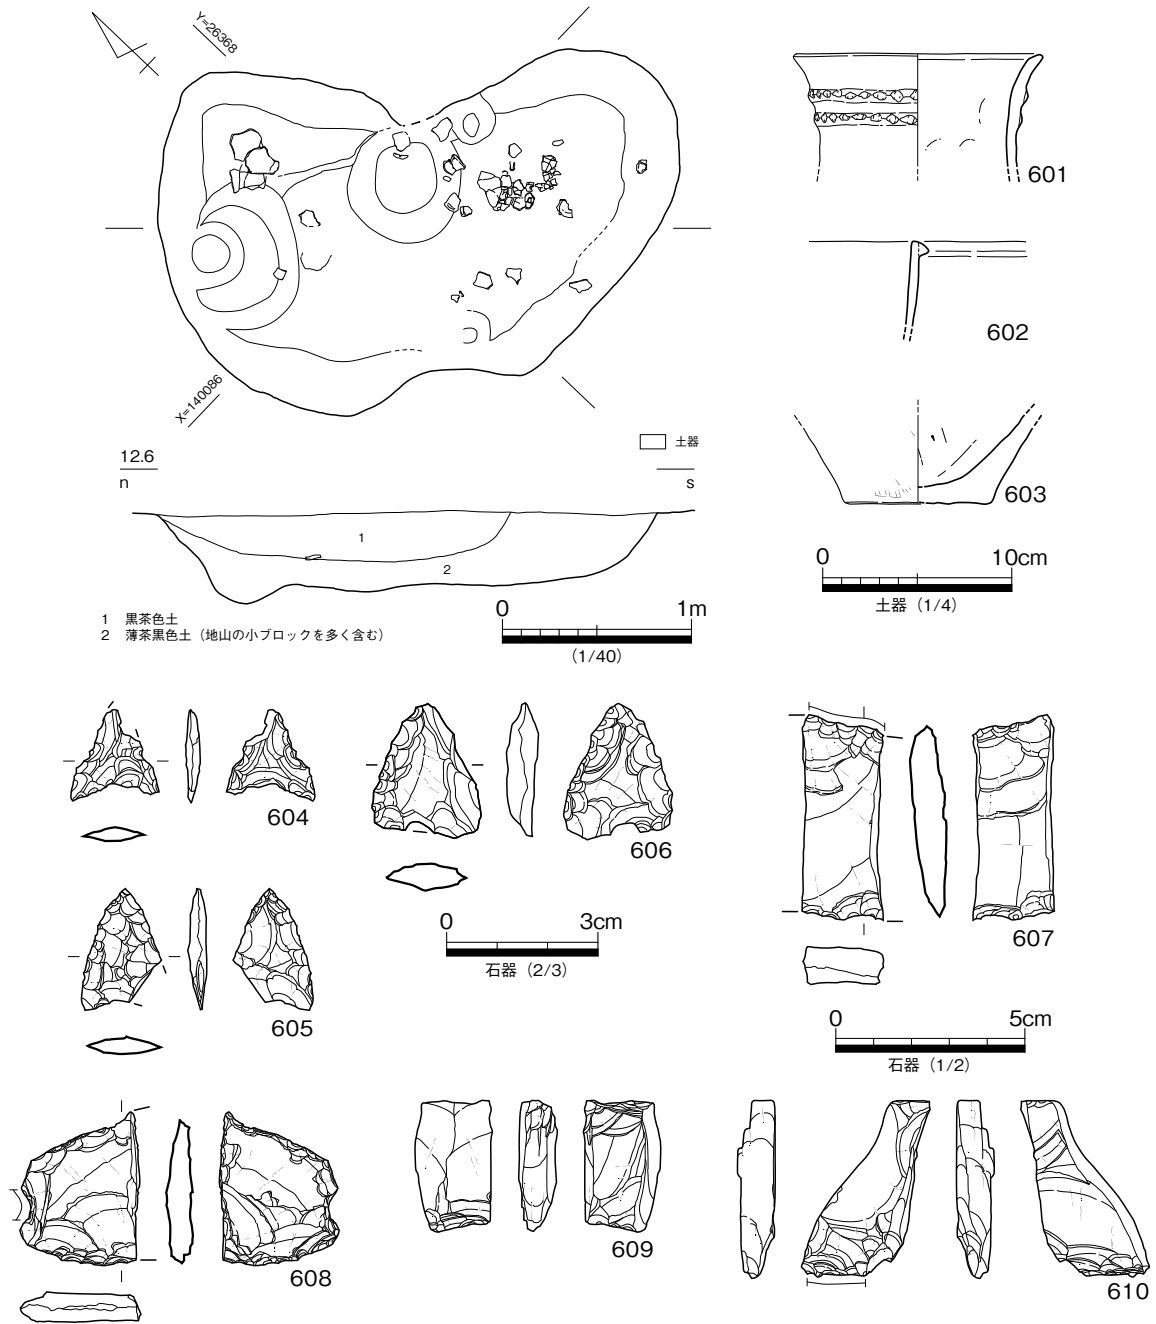 Y=26368
X=140086
土器
12.6
n
s
1
2
1 黒茶色土
2 薄茶黒色土（地山の小ブロックを多く含む）
0 1m
（1/40）
601
602
603
0 10cm
土器（1/4）
604
605
606
0 3cm
石器（2/3）
607
0 5cm
石器（1/2）
608
609
610